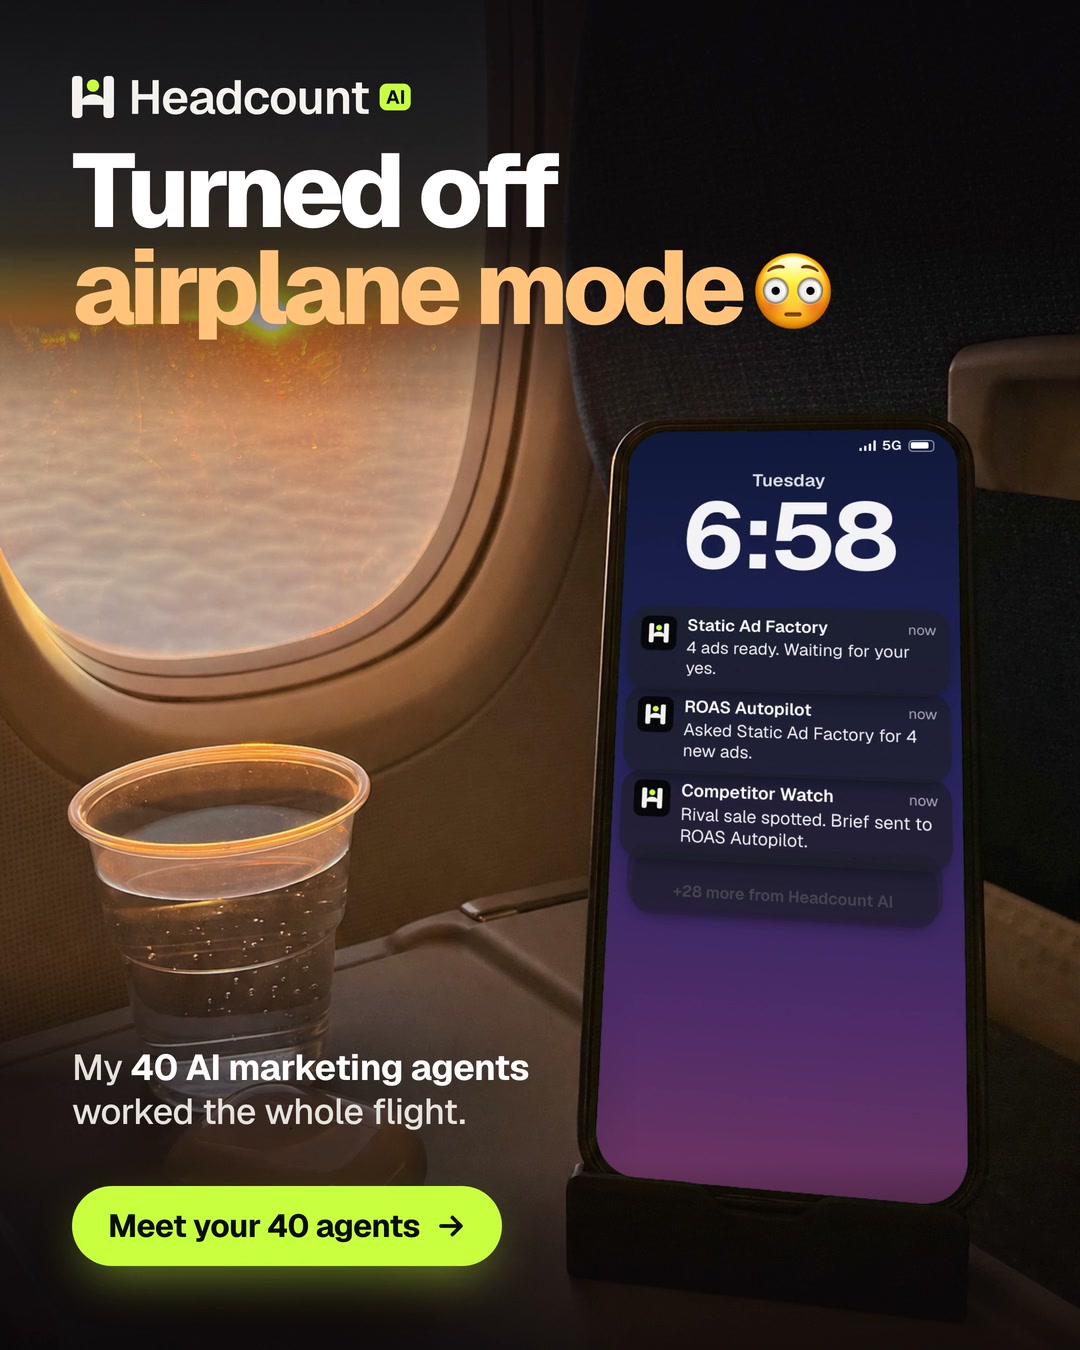 Headcount AI
Turned off
airplane mode😳
5G
Tuesday
6:58
Static Ad Factory
now
4 ads ready. Waiting for your
yes.
ROAS Autopilot
now
Asked Static Ad Factory for 4
new ads.
Competitor Watch
now
Rival sale spotted. Brief sent to
ROAS Autopilot.
+28 more from Headcount AI
My 40 AI marketing agents
worked the whole flight.
Meet your 40 agents →